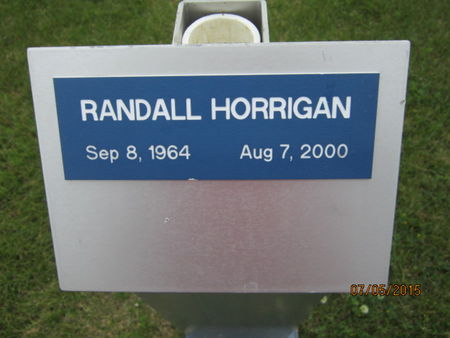 RANDALL HORRIGAN
Sep 8, 1964 Aug 7, 2000
07/05/2015